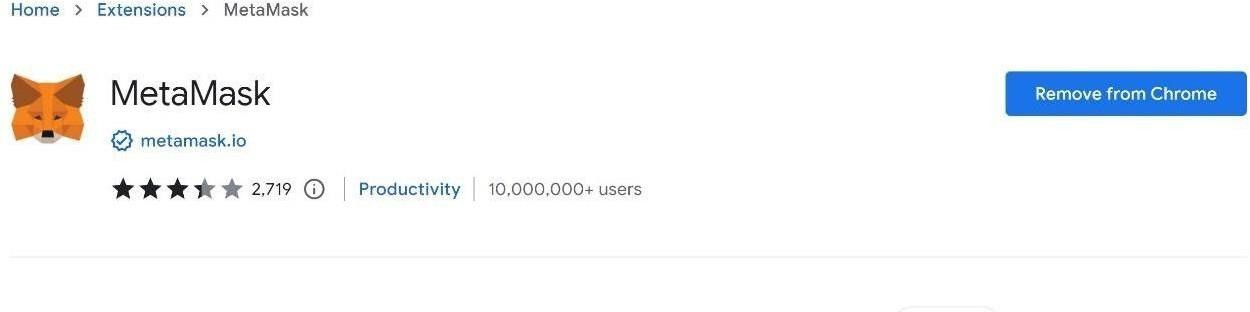 Home > Extensions > MetaMask
MetaMask
Remove from Chrome
metamask.io
2,719 | Productivity | 10,000,000+ users